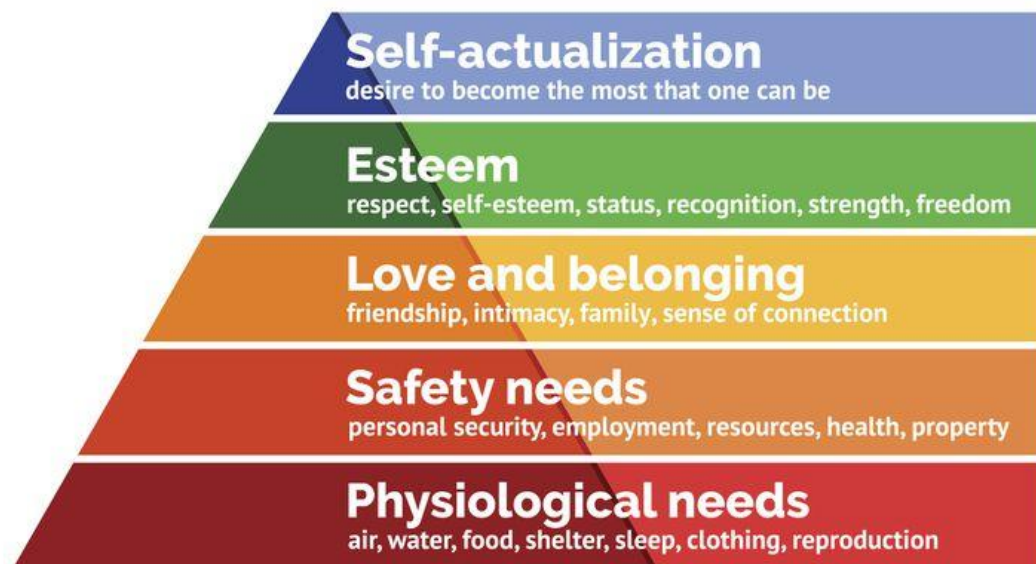 Self-actualization
desire to become the most that one can be
Esteem
respect, self-esteem, status, recognition, strength, freedom
Love and belonging
friendship, intimacy, family, sense of connection
Safety needs
personal security, employment, resources, health, property
Physiological needs
air, water, food, shelter, sleep, clothing, reproduction